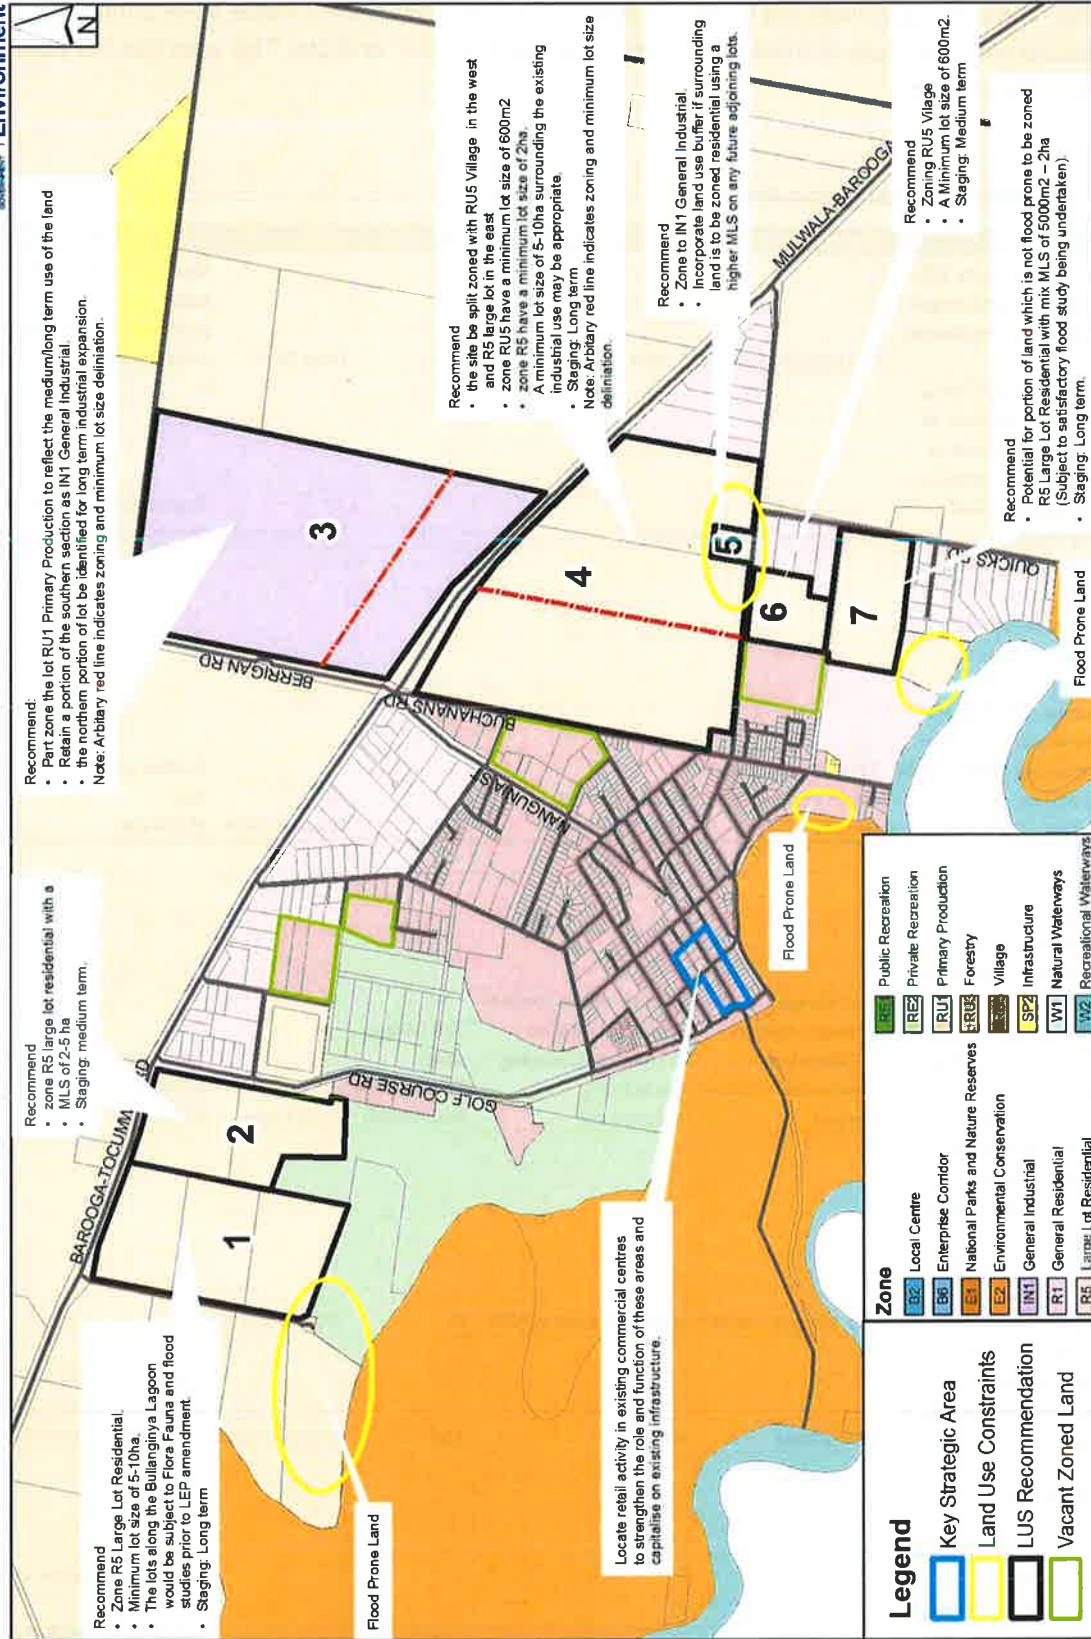 Environment
N
Recommend
• Zone R5 Large Lot Residential.
• Minimum lot size of 5-10ha.
• The lots along the Bullanginya Lagoon
would be subject to Flora Fauna and flood
studies prior to LEP amendment.
• Staging: Long term
Recommend
• zone R5 large lot residential with a
• MLS of 2-5 ha
• Staging: medium term.
Recommend:
• Part zone the lot RU1 Primary Production to reflect the medium/long term use of the land
• Retain a portion of the southern section as IN1 General Industrial.
• the northern portion of lot be identified for long term industrial expansion.
Note: Arbitary red line indicates zoning and minimum lot size deliniation.
Recommend
• the site be split zoned with RU5 Village in the west
and R5 large lot in the east
• zone RU5 have a minimum lot size of 600m2
• zone R5 have a minimum lot size of 2ha.
A minimum lot size of 5-10ha surrounding the existing
industrial use may be appropriate.
• Staging: Long term
Note: Arbitary red line indicates zoning and minimum lot size
deliniation.
Recommend
• Zone to IN1 General Industrial.
• Incorporate land use buffer if surrounding
land is to be zoned residential using a
higher MLS on any future adjoining lots.
Recommend
• Zoning RU5 Village
• A Minimum lot size of 600m2.
• Staging: Medium term
Recommend
• Potential for portion of land which is not flood prone to be zoned
R5 Large Lot Residential with mix MLS of 5000m2 – 2ha
(Subject to satisfactory flood study being undertaken).
• Staging: Long term.
BAROOGA-TOCUMW
RD
BERRIGAN RD
BUCHANANS RD
NANGUNIA ST
GOLF COURSE RD
MULWALA-BAROOGA
QUICKS RD
1
2
3
4
5
6
7
Flood Prone Land
Flood Prone Land
Flood Prone Land
Locate retail activity in existing commercial centres
to strengthen the role and function of these areas and
capitalise on existing infrastructure.
Legend
Key Strategic Area
Land Use Constraints
LUS Recommendation
Vacant Zoned Land
Zone
B2 Local Centre
B6 Enterprise Corridor
E1 National Parks and Nature Reserves
E2 Environmental Conservation
IN1 General Industrial
R1 General Residential
R5 Large Lot Residential
RE1 Public Recreation
RE2 Private Recreation
RU1 Primary Production
RU3 Forestry
Village
SP2 Infrastructure
W1 Natural Waterways
W2 Recreational Waterways